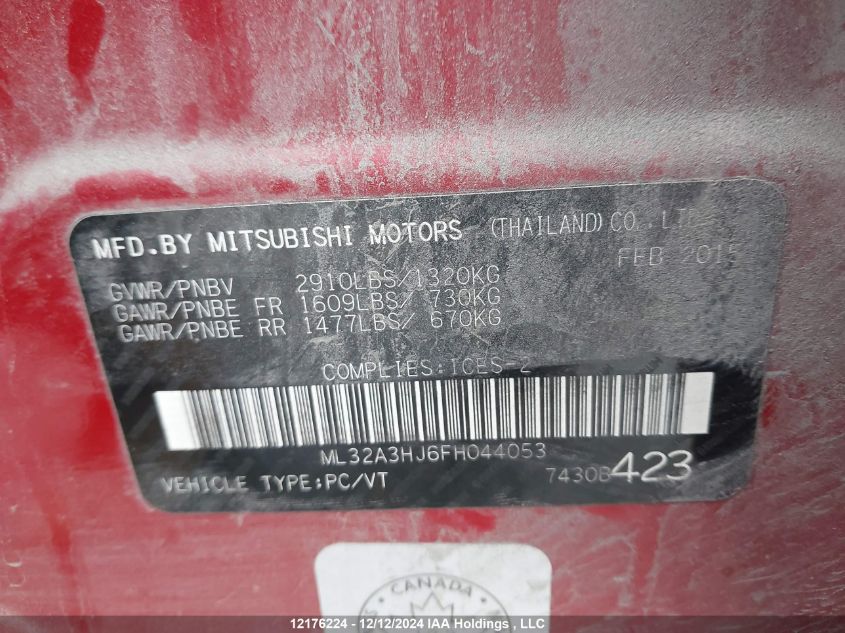 MFD.BY MITSUBISHI MOTORS (THAILAND)CO.,LTD
FEB 2015
GVWR/PNBV 2910LBS/1320KG
GAWR/PNBE FR 1609LBS/ 730KG
GAWR/PNBE RR 1477LBS/ 670KG
COMPLIES:ICES-2
ML32A3HJ6FH044053
VEHICLE TYPE:PC/VT 7430B423
CANADA
12176224 - 12/12/2024 IAA Holdings , LLC